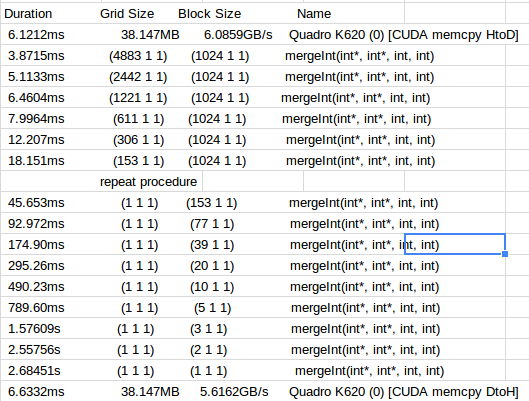 Duration Grid Size Block Size Name
6.1212ms 38.147MB 6.0859GB/s Quadro K620 (0) [CUDA memcpy HtoD]
3.8715ms (4883 1 1) (1024 1 1) mergeInt(int*, int*, int, int)
5.1133ms (2442 1 1) (1024 1 1) mergeInt(int*, int*, int, int)
6.4604ms (1221 1 1) (1024 1 1) mergeInt(int*, int*, int, int)
7.9964ms (611 1 1) (1024 1 1) mergeInt(int*, int*, int, int)
12.207ms (306 1 1) (1024 1 1) mergeInt(int*, int*, int, int)
18.151ms (153 1 1) (1024 1 1) mergeInt(int*, int*, int, int)
repeat procedure
45.653ms (1 1 1) (153 1 1) mergeInt(int*, int*, int, int)
92.972ms (1 1 1) (77 1 1) mergeInt(int*, int*, int, int)
174.90ms (1 1 1) (39 1 1) mergeInt(int*, int*, int, int)
295.26ms (1 1 1) (20 1 1) mergeInt(int*, int*, int, int)
490.23ms (1 1 1) (10 1 1) mergeInt(int*, int*, int, int)
789.60ms (1 1 1) (5 1 1) mergeInt(int*, int*, int, int)
1.57609s (1 1 1) (3 1 1) mergeInt(int*, int*, int, int)
2.55756s (1 1 1) (2 1 1) mergeInt(int*, int*, int, int)
2.68451s (1 1 1) (1 1 1) mergeInt(int*, int*, int, int)
6.6332ms 38.147MB 5.6162GB/s Quadro K620 (0) [CUDA memcpy DtoH]